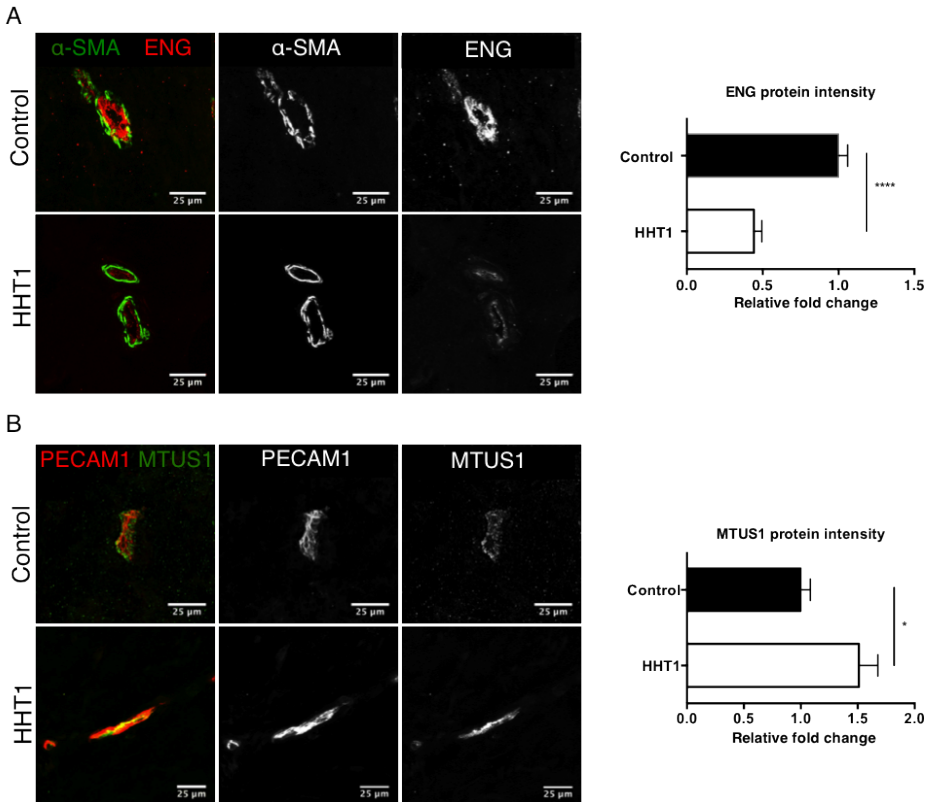 A
α-SMA ENG
α-SMA
ENG
Control
25 μm
25 μm
25 μm
HHT1
25 μm
25 μm
25 μm
ENG protein intensity
Control
HHT1
****
0.0 0.5 1.0 1.5
Relative fold change
B
PECAM1 MTUS1
PECAM1
MTUS1
Control
25 μm
25 μm
25 μm
HHT1
25 μm
25 μm
25 μm
MTUS1 protein intensity
Control
HHT1
*
0.0 0.5 1.0 1.5 2.0
Relative fold change